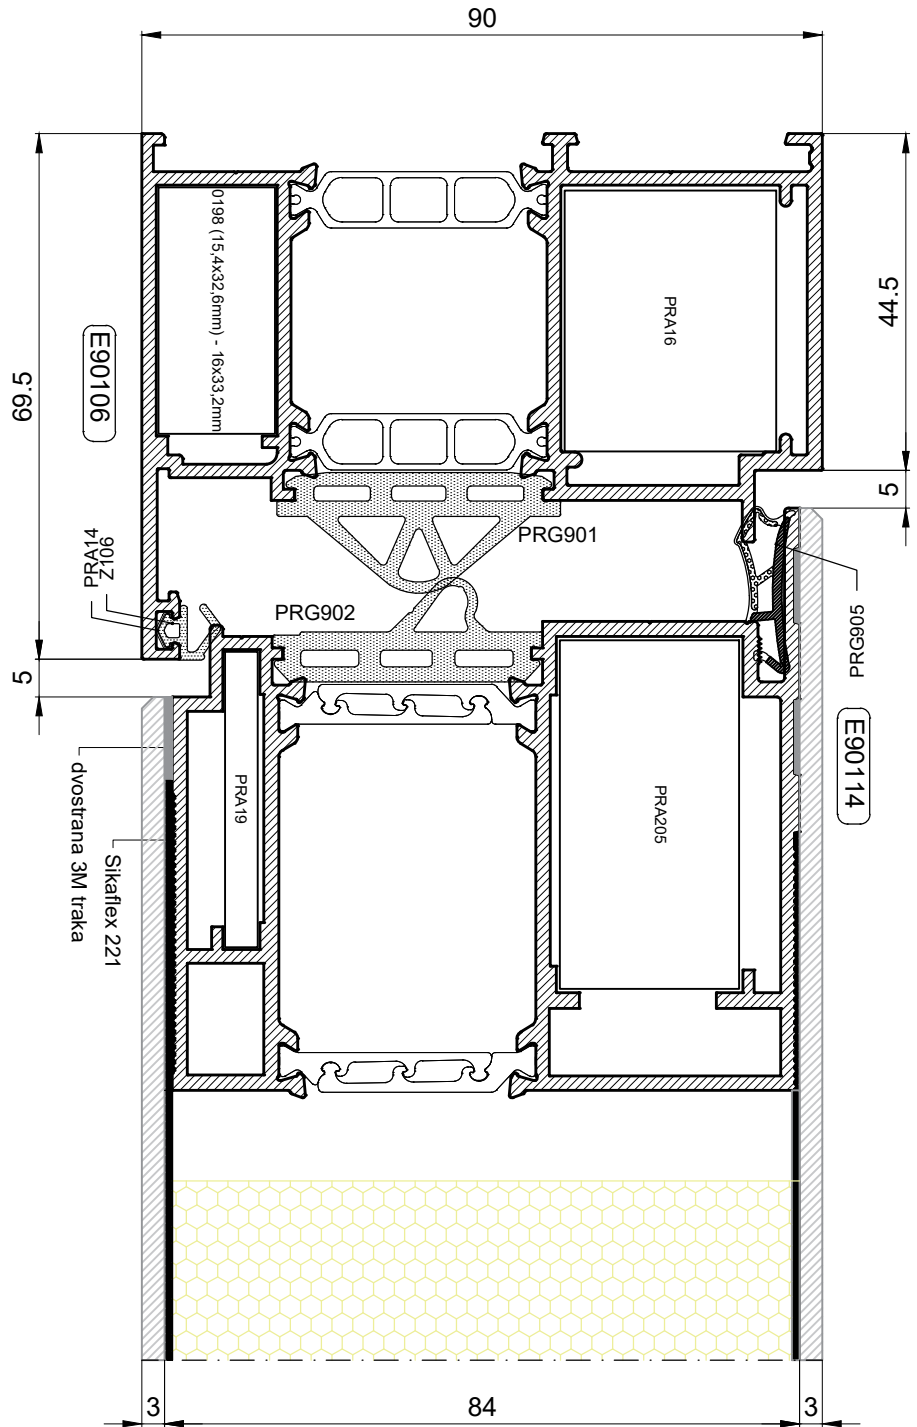 90
69.5
44.5
0198 (15,4x32,6mm) - 16x33,2mm
PRA16
E90106
5
PRA14
Z106
PRG901
PRG902
PRG905
5
E90114
PRA19
PRA205
dvostrana 3M traka
Sikaflex 221
3
84
3